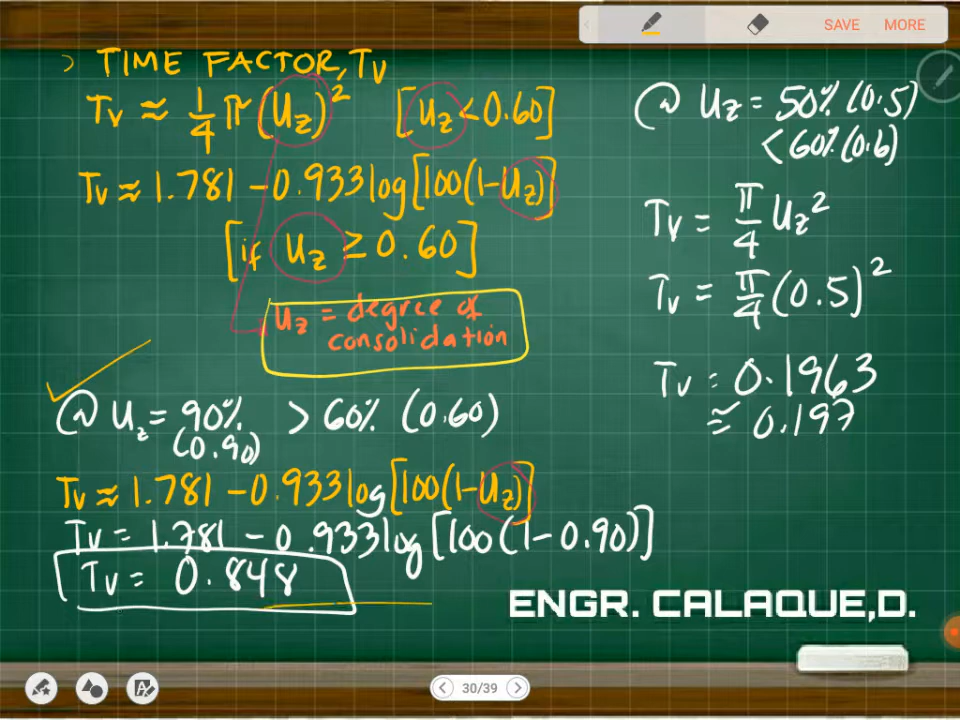 SAVE MORE
> TIME FACTOR, Tv
Tv ≈ 1/4 π (Uz)² [Uz < 0.60]
Tv ≈ 1.781 - 0.933 log [100(1-Uz)]
[if Uz ≥ 0.60]
Uz = degree of
consolidation
@ Uz = 90% > 60% (0.60)
(0.90)
Tv ≈ 1.781 - 0.933 log [100(1-Uz)]
Tv = 1.781 - 0.933 log [100(1-0.90)]
Tv = 0.848
@ Uz = 50% (0.5)
< 60% (0.6)
Tv = π/4 Uz²
Tv = π/4 (0.5)²
Tv = 0.1963
≈ 0.197
ENGR. CALAQUE,D.
30/39